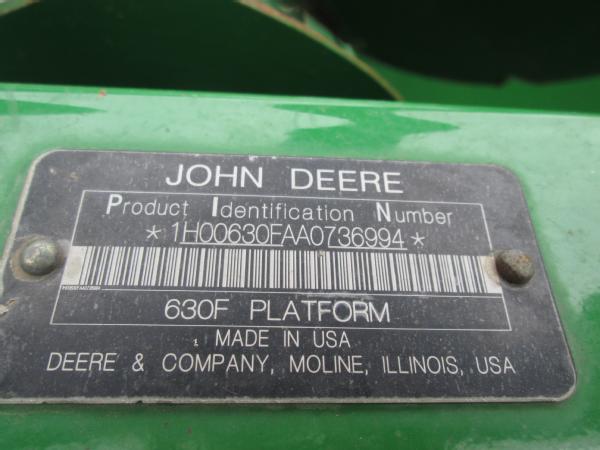 JOHN DEERE
Product Identification Number
*1H00630FAA0736994*
630F PLATFORM
MADE IN USA
DEERE & COMPANY, MOLINE, ILLINOIS, USA